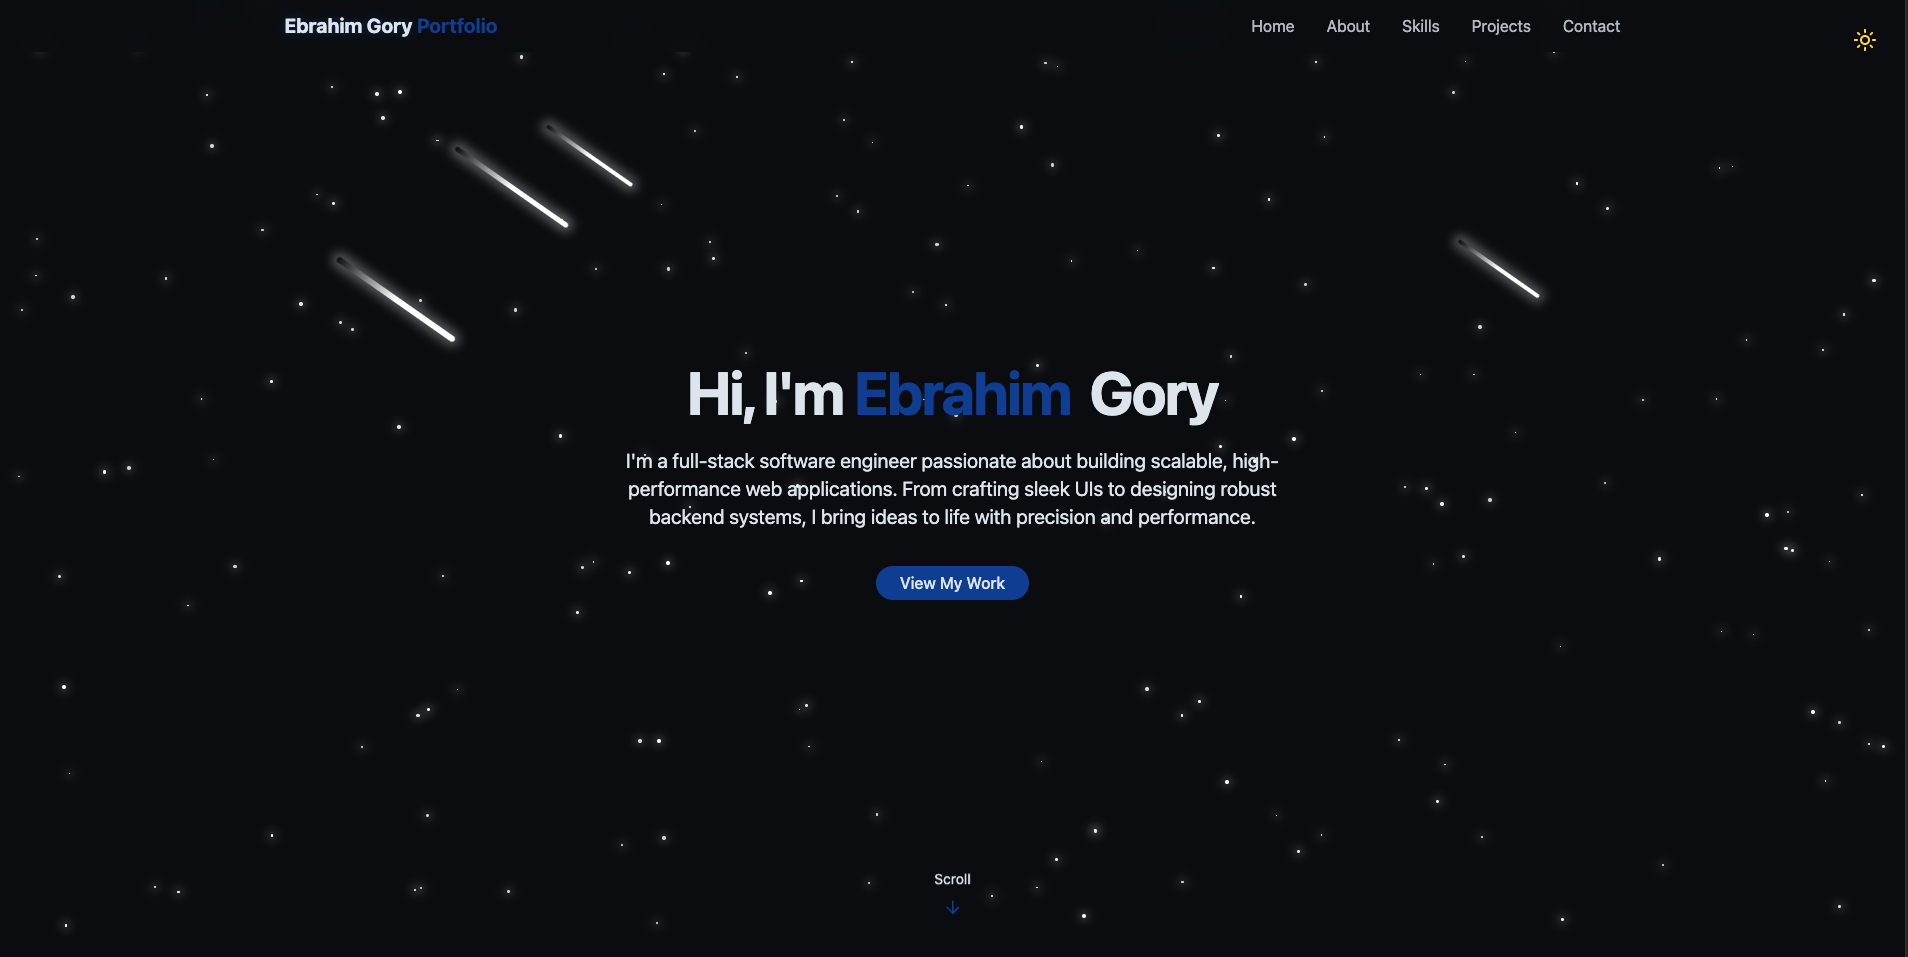 Ebrahim Gory Portfolio
Home About Skills Projects Contact
Hi, I'm Ebrahim Gory
I'm a full-stack software engineer passionate about building scalable, high-
performance web applications. From crafting sleek UIs to designing robust
backend systems, I bring ideas to life with precision and performance.
View My Work
Scroll